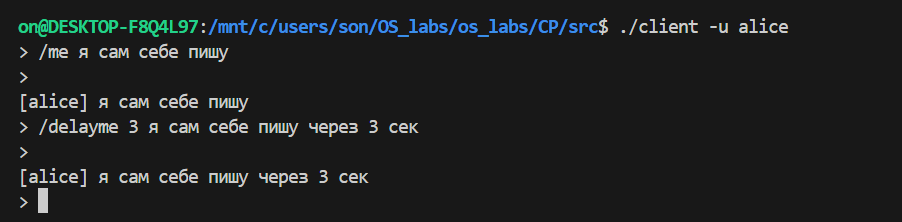 on@DESKTOP-F8Q4L97:/mnt/c/users/son/OS_labs/os_labs/CP/src$ ./client -u alice
> /me я сам себе пишу
>
[alice] я сам себе пишу
> /delayme 3 я сам себе пишу через 3 сек
>
[alice] я сам себе пишу через 3 сек
>